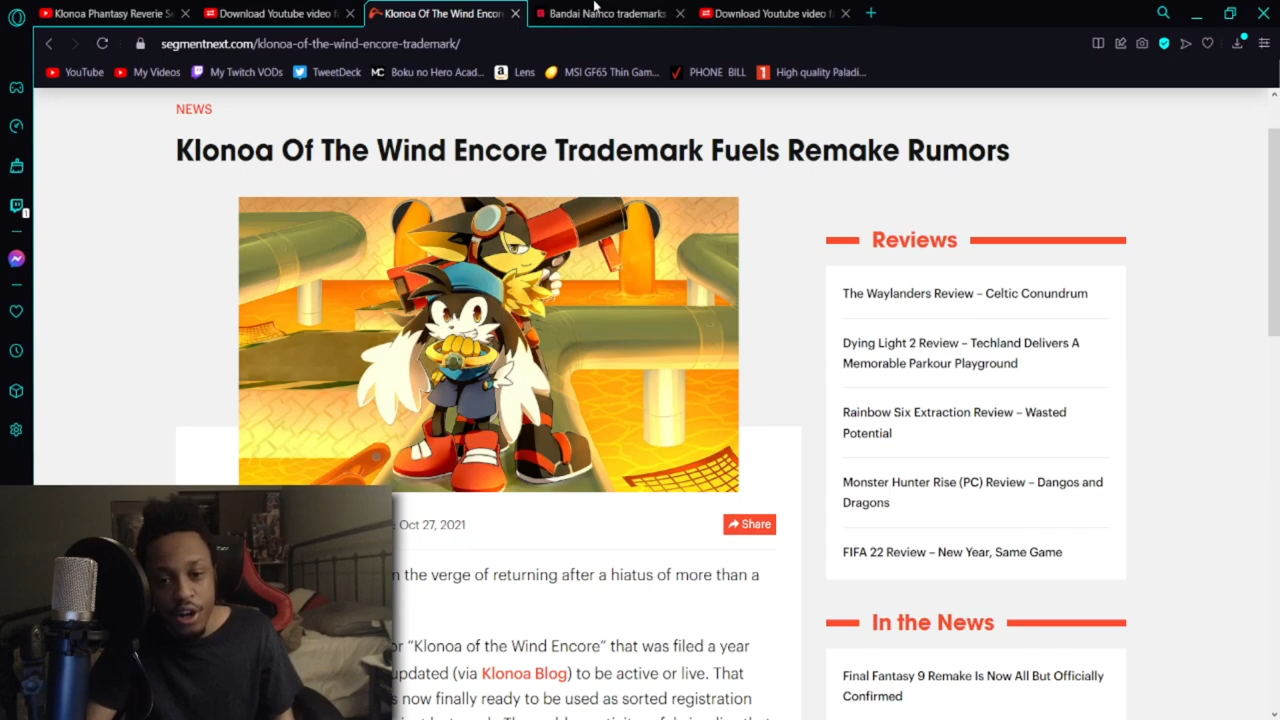 Klonoa Phantasy Reverie Se
Download Youtube video f
Klonoa Of The Wind Encor
Bandai Namco trademarks
Download Youtube video f
segmentnext.com/klonoa-of-the-wind-encore-trademark/
YouTube
My Videos
My Twitch VODs
TweetDeck
MC
Boku no Hero Acad...
Lens
MSI GF65 Thin Gam...
PHONE BILL
High quality Paladi...
1
NEWS
Klonoa Of The Wind Encore Trademark Fuels Remake Rumors
Oct 27, 2021
Share
n the verge of returning after a hiatus of more than a
or “Klonoa of the Wind Encore” that was filed a year
updated (via Klonoa Blog) to be active or live. That
s now finally ready to be used as sorted registration
Reviews
The Waylanders Review – Celtic Conundrum
Dying Light 2 Review – Techland Delivers A
Memorable Parkour Playground
Rainbow Six Extraction Review – Wasted
Potential
Monster Hunter Rise (PC) Review – Dangos and
Dragons
FIFA 22 Review – New Year, Same Game
In the News
Final Fantasy 9 Remake Is Now All But Officially
Confirmed